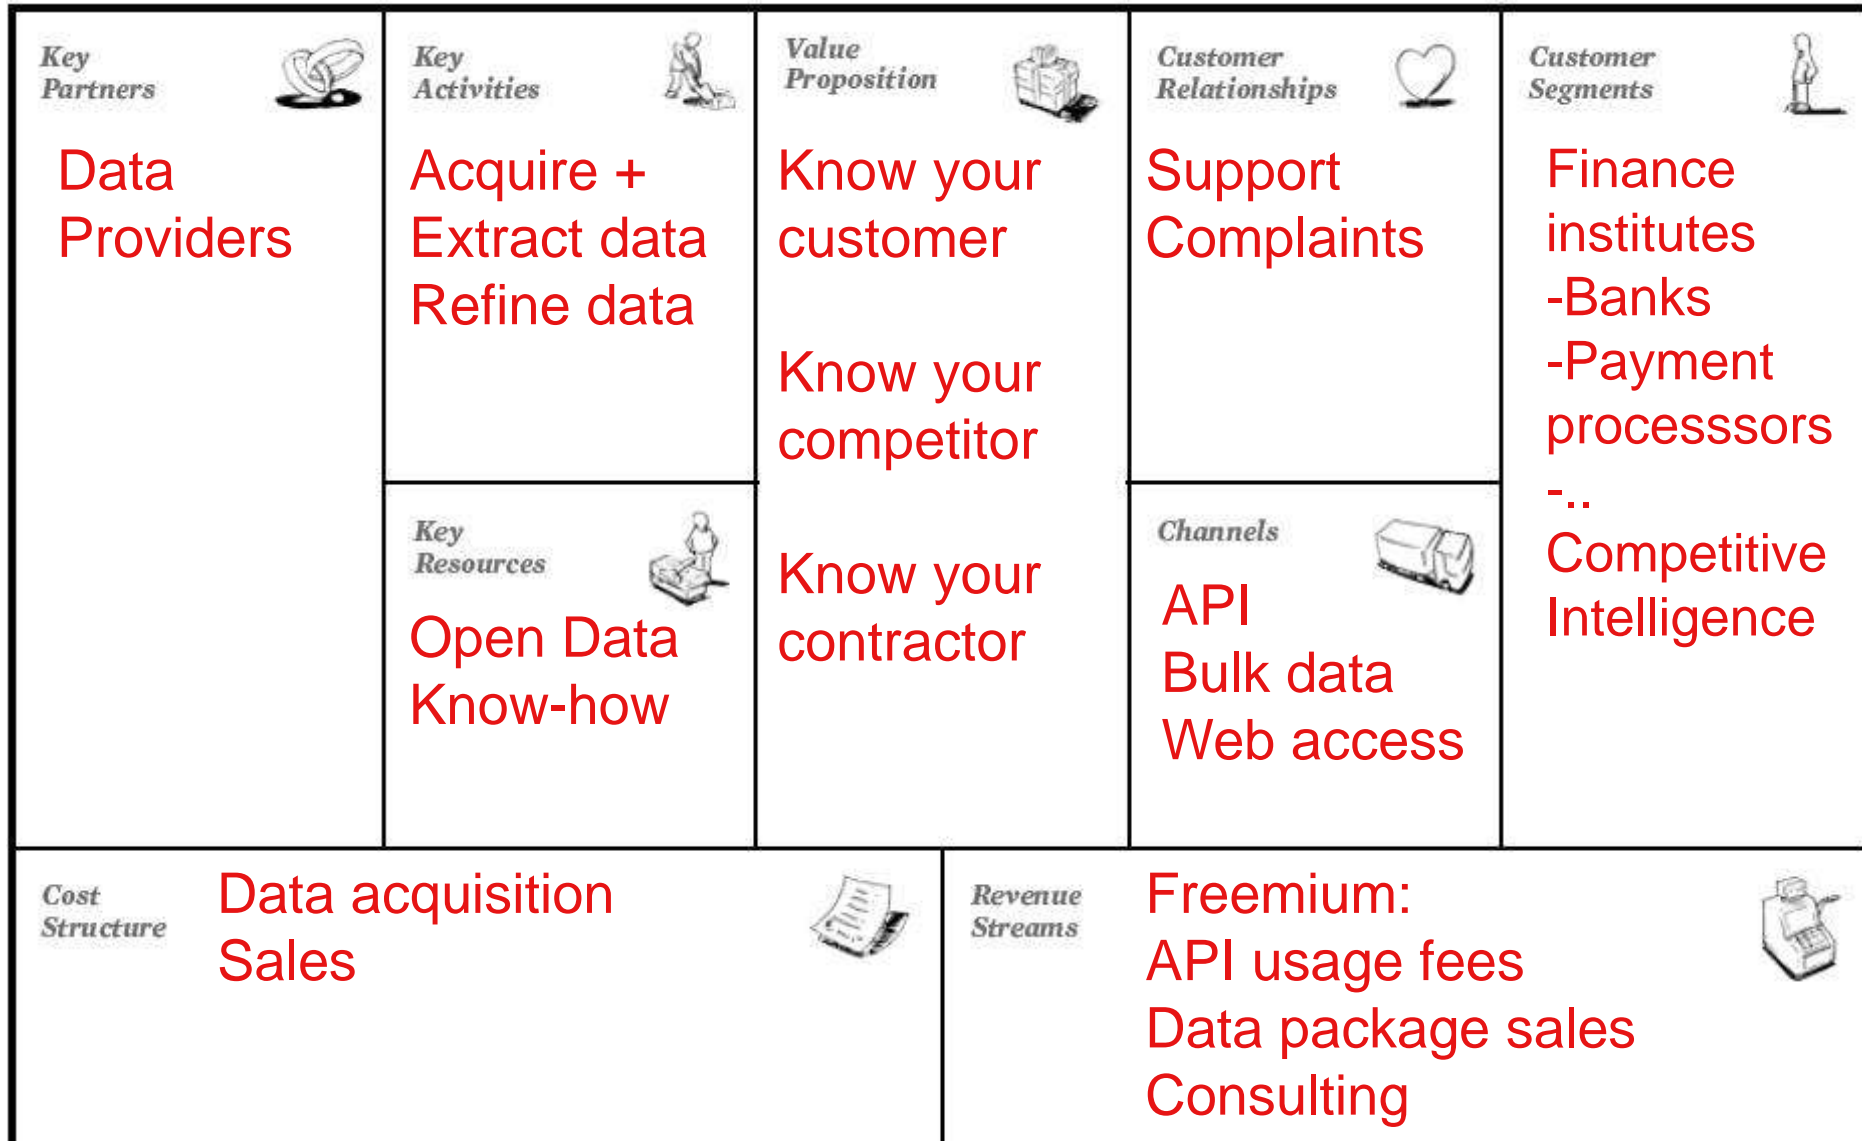 Key
Partners
Data
Providers
Key
Activities
Acquire +
Extract data
Refine data
Key
Resources
Open Data
Know-how
Value
Proposition
Know your
customer
Know your
competitor
Know your
contractor
Customer
Relationships
Support
Complaints
Channels
API
Bulk data
Web access
Customer
Segments
Finance
institutes
-Banks
-Payment
processsors
-..
Competitive
Intelligence
Cost
Structure
Data acquisition
Sales
Revenue
Streams
Freemium:
API usage fees
Data package sales
Consulting